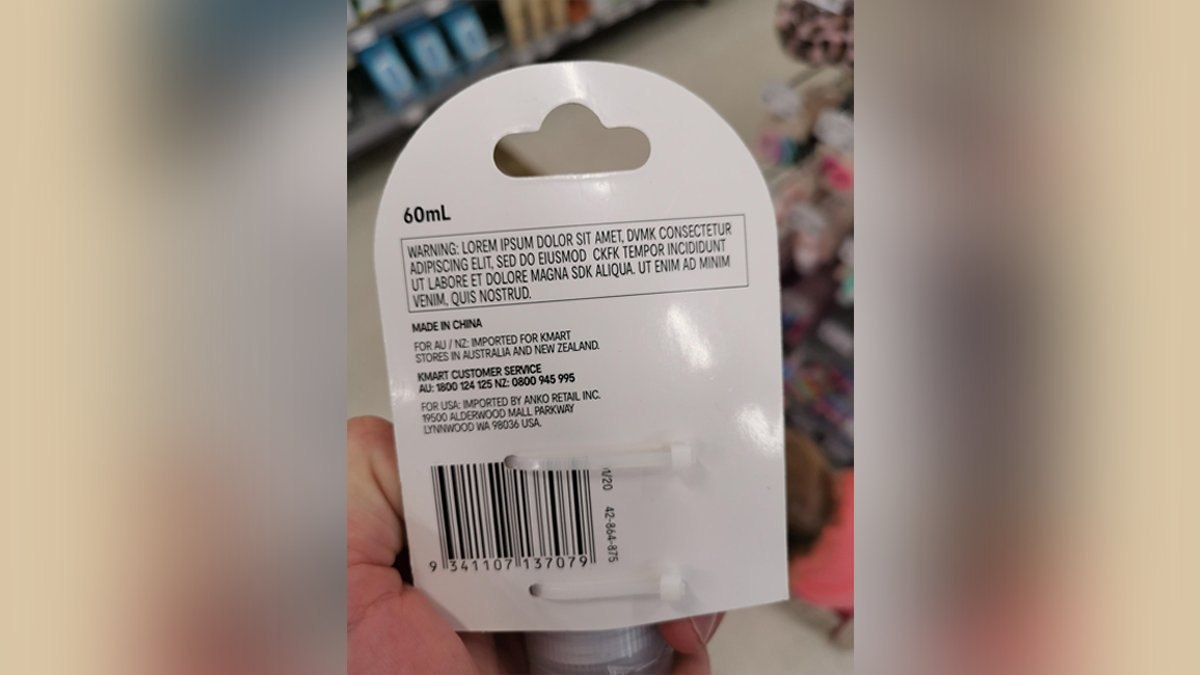 60mL
WARNING: LOREM IPSUM DOLOR SIT AMET, DVMK CONSECTETUR
ADIPISCING ELIT, SED DO EIUSMOD CKFK TEMPOR INCIDIDUNT
UT LABORE ET DOLORE MAGNA SDK ALIQUA. UT ENIM AD MINIM
VENIM, QUIS NOSTRUD.
MADE IN CHINA
FOR AU / NZ: IMPORTED FOR KMART
STORES IN AUSTRALIA AND NEW ZEALAND.
KMART CUSTOMER SERVICE
AU: 1800 124 125 NZ: 0800 945 995
FOR USA: IMPORTED BY ANKO RETAIL INC.
19500 ALDERWOOD MALL PARKWAY
LYNNWOOD WA 98036 USA.
42-864-875
9 341107 137079